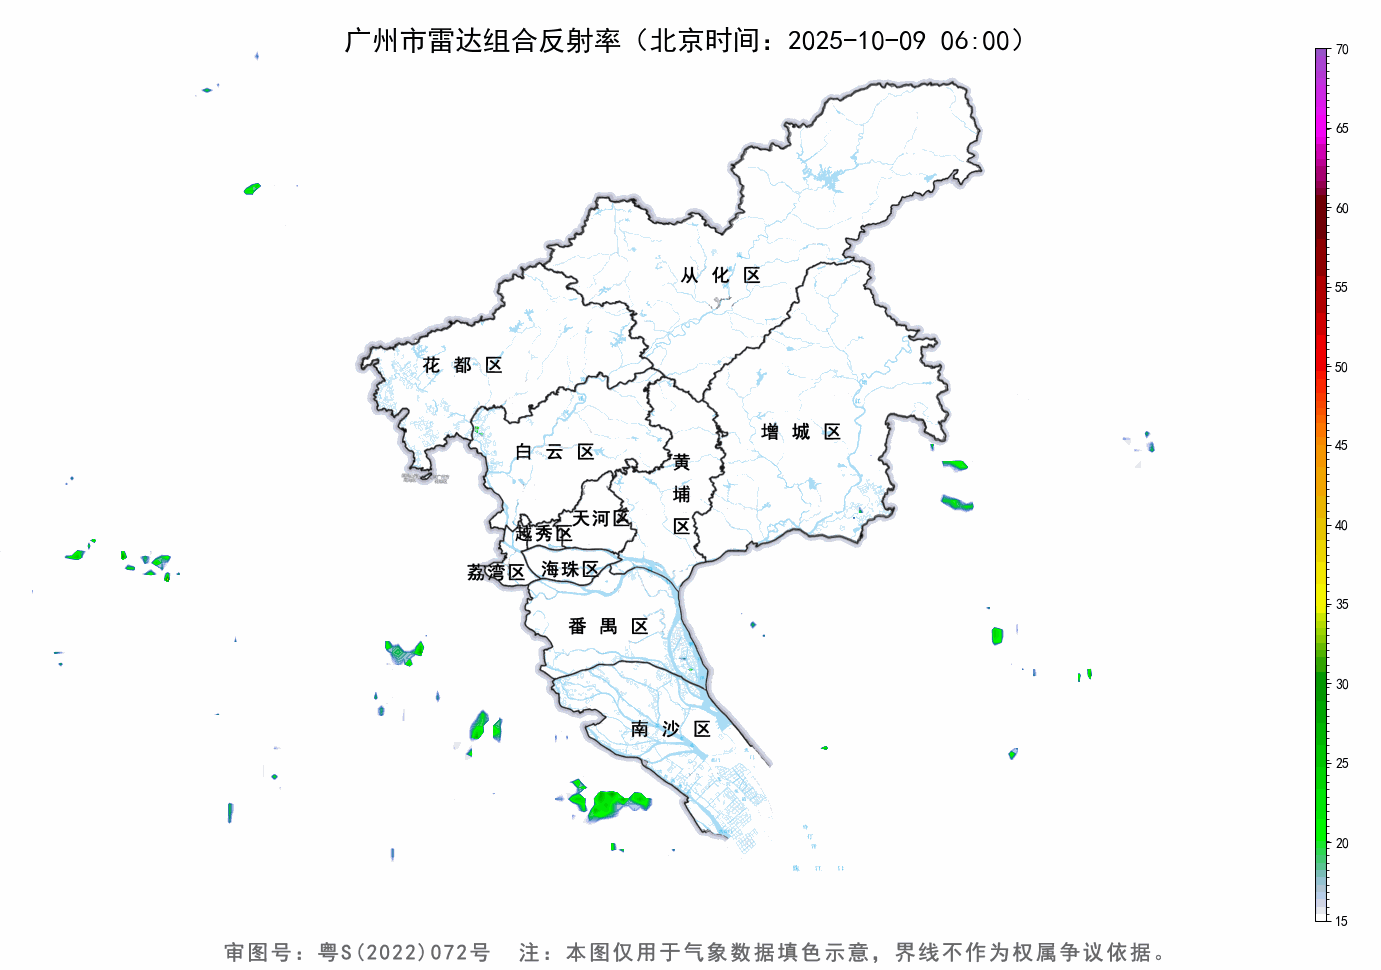 广州市雷达组合反射率（北京时间：2025-10-09 06:00）
70
65
60
55
50
45
40
35
30
25
20
15
从化区
花都区
增城区
白云区
黄埔区
天河区
越秀区
荔湾区
海珠区
番禺区
南沙区
审图号：粤S(2022)072号 注：本图仅用于气象数据填色示意，界线不作为权属争议依据。